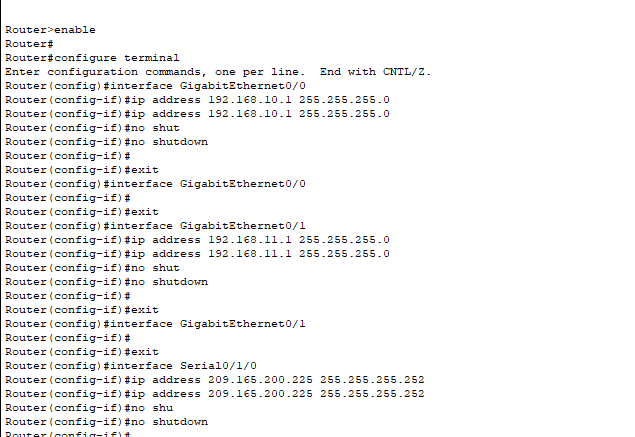 Router>enable
Router#
Router#configure terminal
Enter configuration commands, one per line.  End with CNTL/Z.
Router(config)#interface GigabitEthernet0/0
Router(config-if)#ip address 192.168.10.1 255.255.255.0
Router(config-if)#ip address 192.168.10.1 255.255.255.0
Router(config-if)#no shut
Router(config-if)#no shutdown
Router(config-if)#
Router(config-if)#exit
Router(config)#interface GigabitEthernet0/0
Router(config-if)#
Router(config-if)#exit
Router(config)#interface GigabitEthernet0/1
Router(config-if)#ip address 192.168.11.1 255.255.255.0
Router(config-if)#ip address 192.168.11.1 255.255.255.0
Router(config-if)#no shut
Router(config-if)#no shutdown
Router(config-if)#
Router(config-if)#exit
Router(config)#interface GigabitEthernet0/1
Router(config-if)#
Router(config-if)#exit
Router(config)#interface Serial0/1/0
Router(config-if)#ip address 209.165.200.225 255.255.255.252
Router(config-if)#ip address 209.165.200.225 255.255.255.252
Router(config-if)#no shu
Router(config-if)#no shutdown
Router(config-if)#